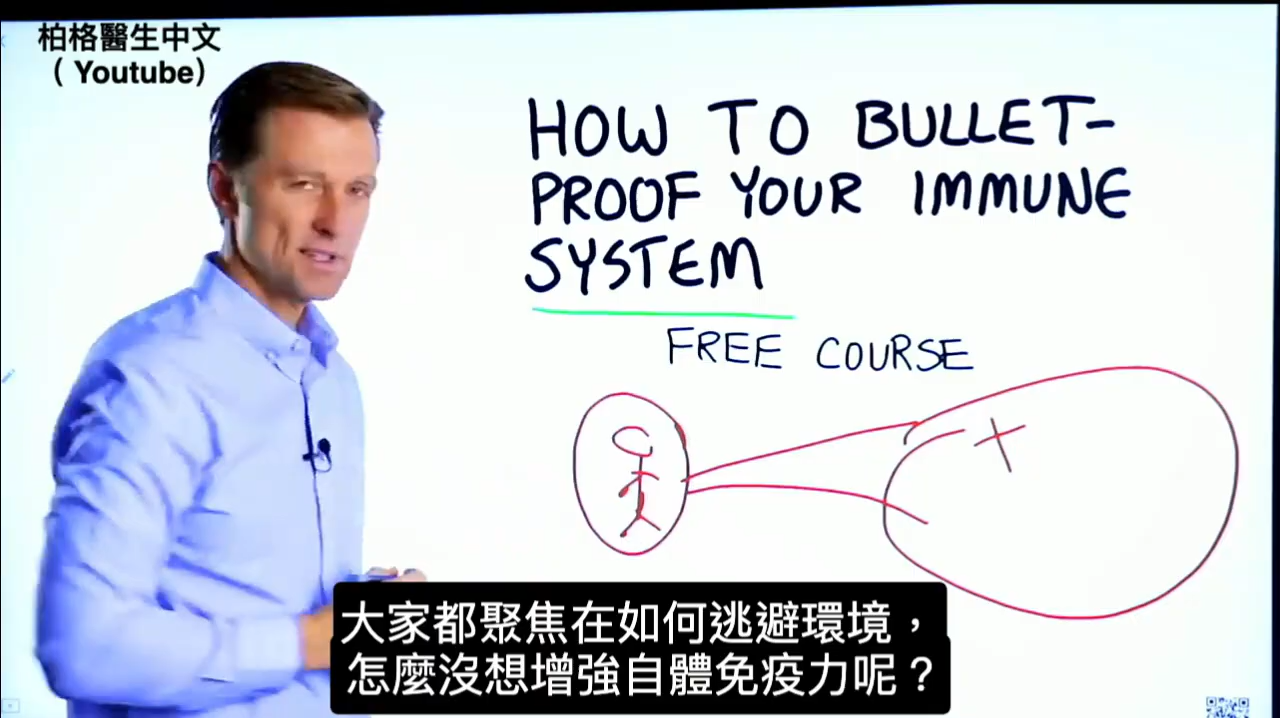 柏格醫生中文
（Youtube）
HOW TO BULLET-
PROOF YOUR IMMUNE
SYSTEM
FREE COURSE
大家都聚焦在如何逃避環境，
怎麼沒想增強自體免疫力呢？